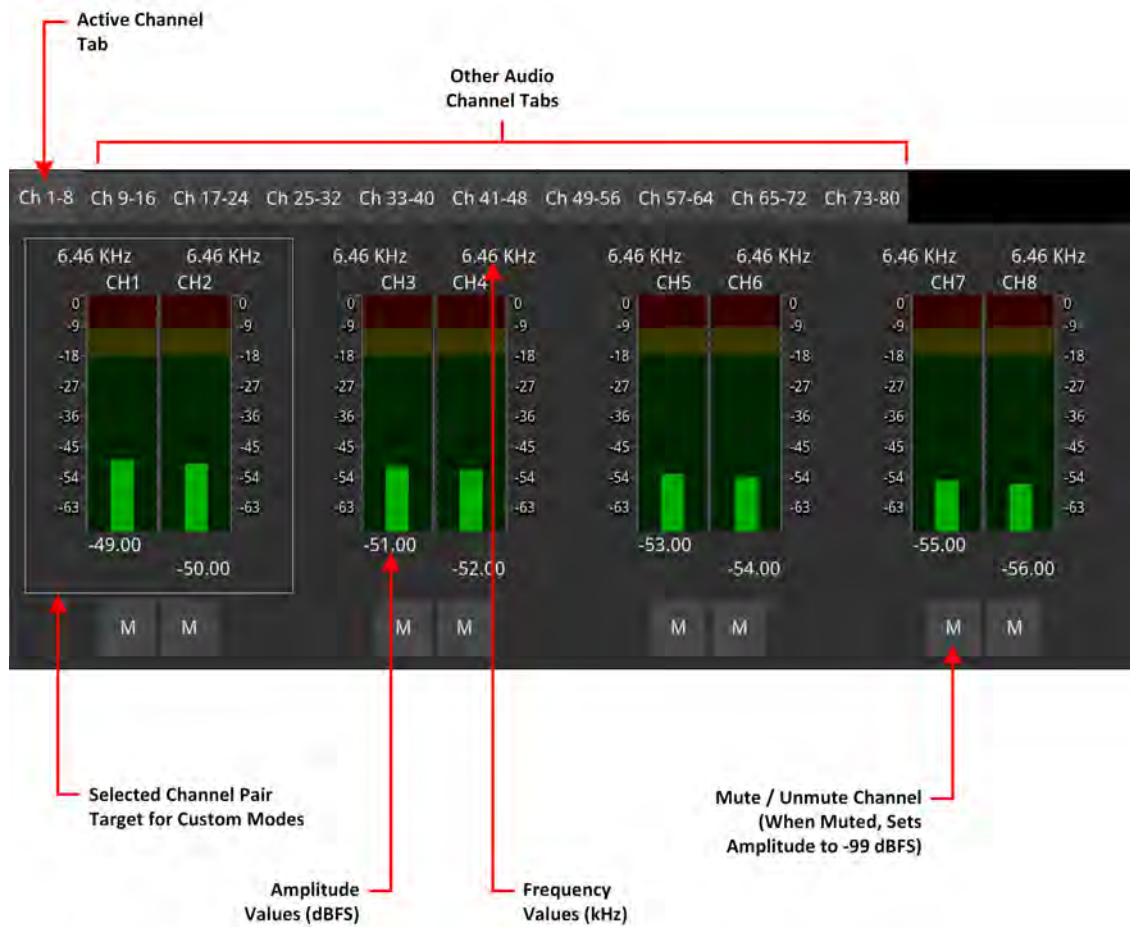 Active Channel
Tab
Other Audio
Channel Tabs
Ch 1-8 Ch 9-16 Ch 17-24 Ch 25-32 Ch 33-40 Ch 41-48 Ch 49-56 Ch 57-64 Ch 65-72 Ch 73-80
6.46 KHz 6.46 KHz 6.46 KHz 6.46 KHz 6.46 KHz 6.46 KHz 6.46 KHz 6.46 KHz
CH1 CH2 CH3 CH4 CH5 CH6 CH7 CH8
0 0 0 0 0 0 0 0
-9 -9 -9 -9 -9 -9 -9 -9
-18 -18 -18 -18 -18 -18 -18 -18
-27 -27 -27 -27 -27 -27 -27 -27
-36 -36 -36 -36 -36 -36 -36 -36
-45 -45 -45 -45 -45 -45 -45 -45
-54 -54 -54 -54 -54 -54 -54 -54
-63 -63 -63 -63 -63 -63 -63 -63
-49.00 -51.00 -53.00 -55.00
-50.00 -52.00 -54.00 -56.00
M M M M M M M M
Selected Channel Pair
Target for Custom Modes
Mute / Unmute Channel
(When Muted, Sets
Amplitude to -99 dBFS)
Amplitude
Values (dBFS)
Frequency
Values (kHz)